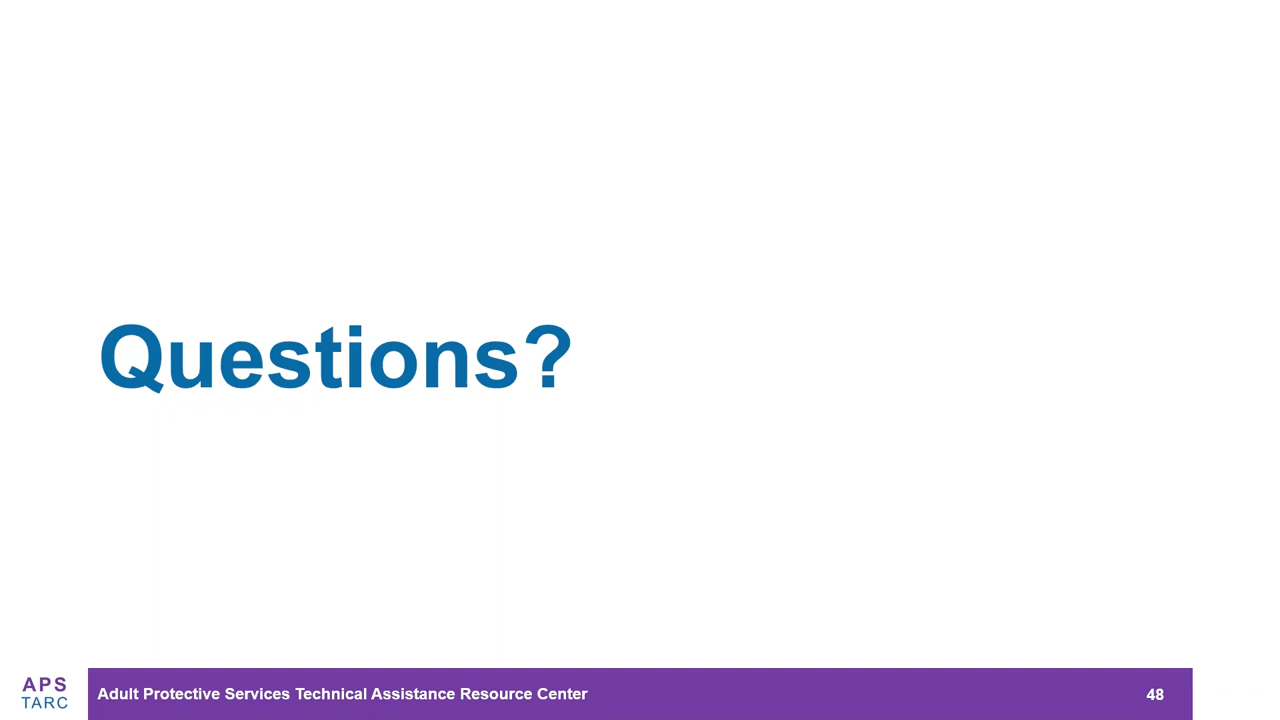 Questions?
APS
TARC
Adult Protective Services Technical Assistance Resource Center
48